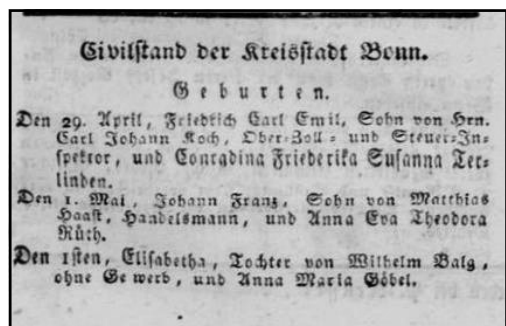 Civilstand der Kreisstadt Bonn.
Geburten.
Den 29. April, Friedrich Carl Emil, Sohn von Hrn.
Carl Johann Koch, Ober-Zoll- und Steuer-In-
spektor, und Conradina Friederika Susanna Ter-
linden.
Den 1. Mai, Johann Franz, Sohn von Matthias
Haast, Handelsmann, und Anna Eva Theodora
Rüth.
Den 1sten, Elisabetha, Tochter von Wilhelm Balg,
ohne Gewerb, und Anna Maria Göbel.